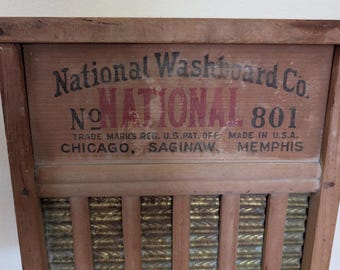 National Washboard Co.
No NATIONAL 801
TRADE MARKS REG. U.S. PAT. OFF. MADE IN U.S.A.
CHICAGO, SAGINAW, MEMPHIS